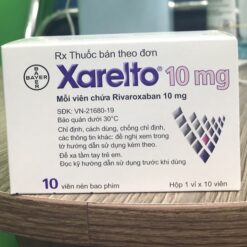 Rx Thuốc bán theo đơn
BAYER
BAYER
Xarelto® 10 mg
Mỗi viên chứa Rivaroxaban 10 mg
SDK: VN-21680-19
Bảo quản dưới 30°C
Chỉ định, cách dùng, chống chỉ định,
các thông tin khác: đề nghị xem trong
tờ hướng dẫn sử dụng kèm theo.
Để xa tầm tay trẻ em.
Đọc kỹ hướng dẫn sử dụng trước khi dùng
10 viên nén bao phim
Hộp 1 vỉ x 10 viên